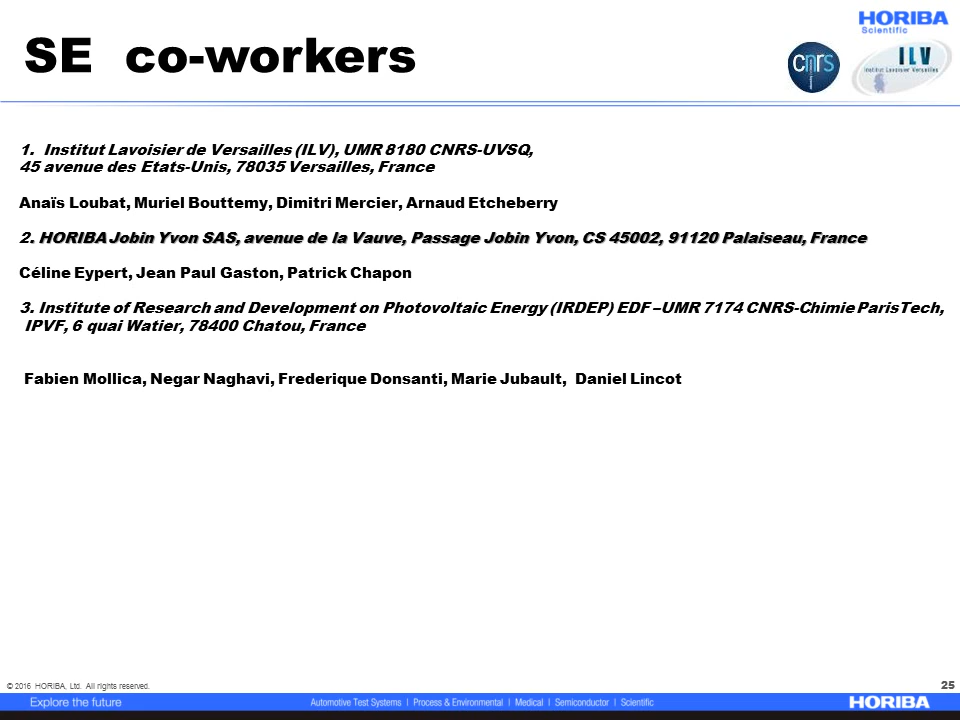 HORIBA
Scientific
SE co-workers
cnrs
ILV
Institut Lavoisier Versailles
1. Institut Lavoisier de Versailles (ILV), UMR 8180 CNRS-UVSQ,
45 avenue des Etats-Unis, 78035 Versailles, France
Anaïs Loubat, Muriel Bouttemy, Dimitri Mercier, Arnaud Etcheberry
2. HORIBA Jobin Yvon SAS, avenue de la Vauve, Passage Jobin Yvon, CS 45002, 91120 Palaiseau, France
Céline Eypert, Jean Paul Gaston, Patrick Chapon
3. Institute of Research and Development on Photovoltaic Energy (IRDEP) EDF –UMR 7174 CNRS-Chimie ParisTech,
IPVF, 6 quai Watier, 78400 Chatou, France
Fabien Mollica, Negar Naghavi, Frederique Donsanti, Marie Jubault, Daniel Lincot
© 2016 HORIBA, Ltd. All rights reserved.
25
Explore the future
Automotive Test Systems | Process & Environmental | Medical | Semiconductor | Scientific
HORIBA